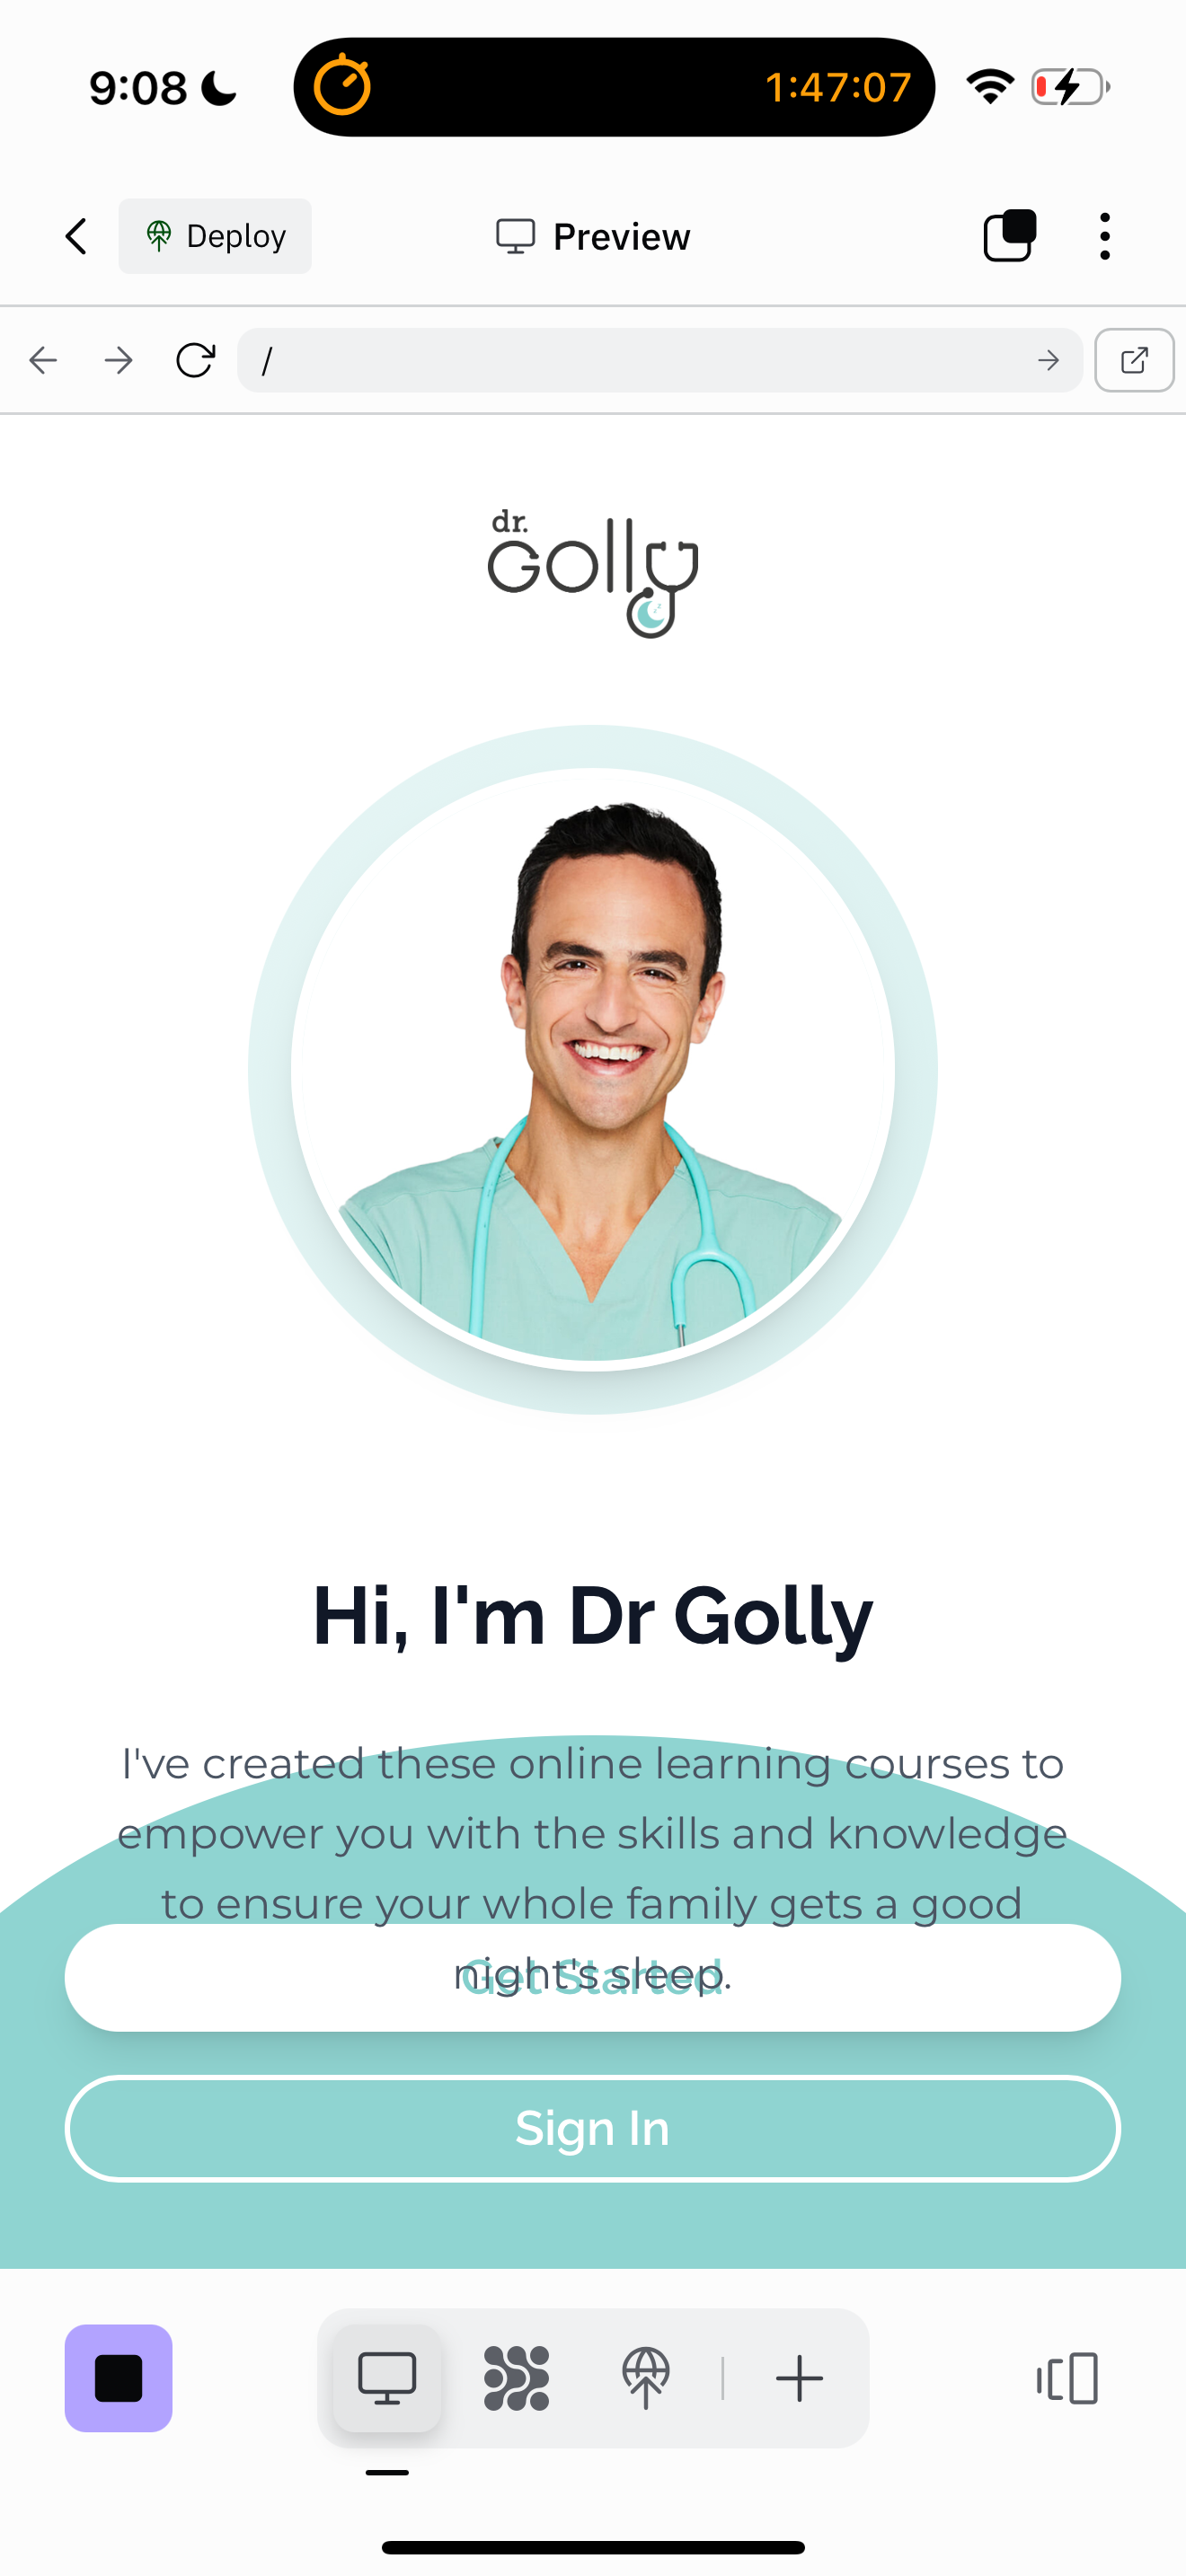 9:08
1:47:07
Deploy
Preview
/
dr.
Golly
Hi, I'm Dr Golly
I've created these online learning courses to
empower you with the skills and knowledge
to ensure your whole family gets a good
night's sleep.
Get Started
Sign In